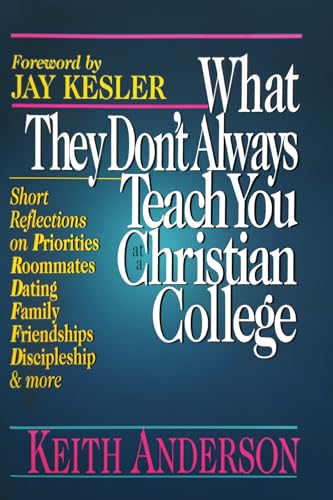 Foreword by
JAY KESLER
What
They Don't Always
Teach You
at a
Christian
College
Short
Reflections
on Priorities
Roommates
Dating
Family
Friendships
Discipleship
& more
KEITH ANDERSON